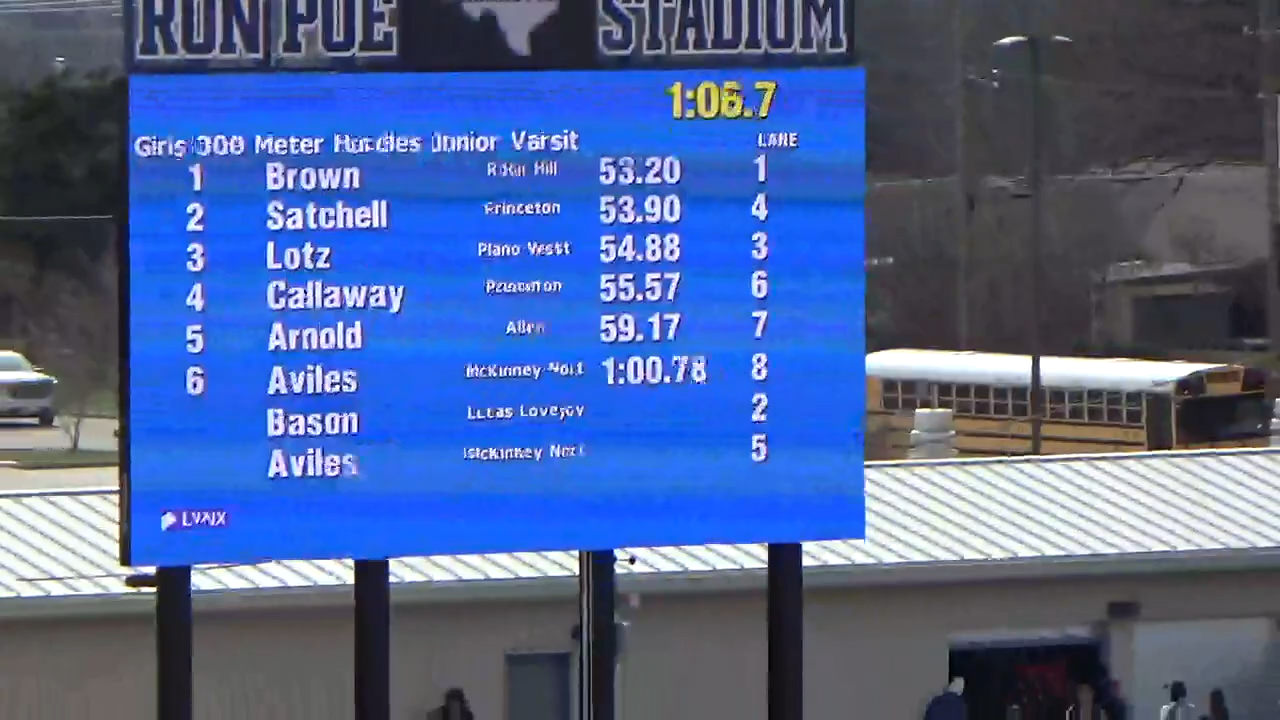 RON POE STADIUM
1:06.7
Girls 300 Meter Hurdles Junior Varsit
LANE
1 Brown Rock Hill 53.20 1
2 Satchell Princeton 53.90 4
3 Lotz Plano West 54.88 3
4 Callaway Princeton 55.57 6
5 Arnold Allen 59.17 7
6 Aviles McKinney Nort 1:00.78 8
Bason Lucas Lovejoy 2
Aviles McKinney Nort 5
LYNX